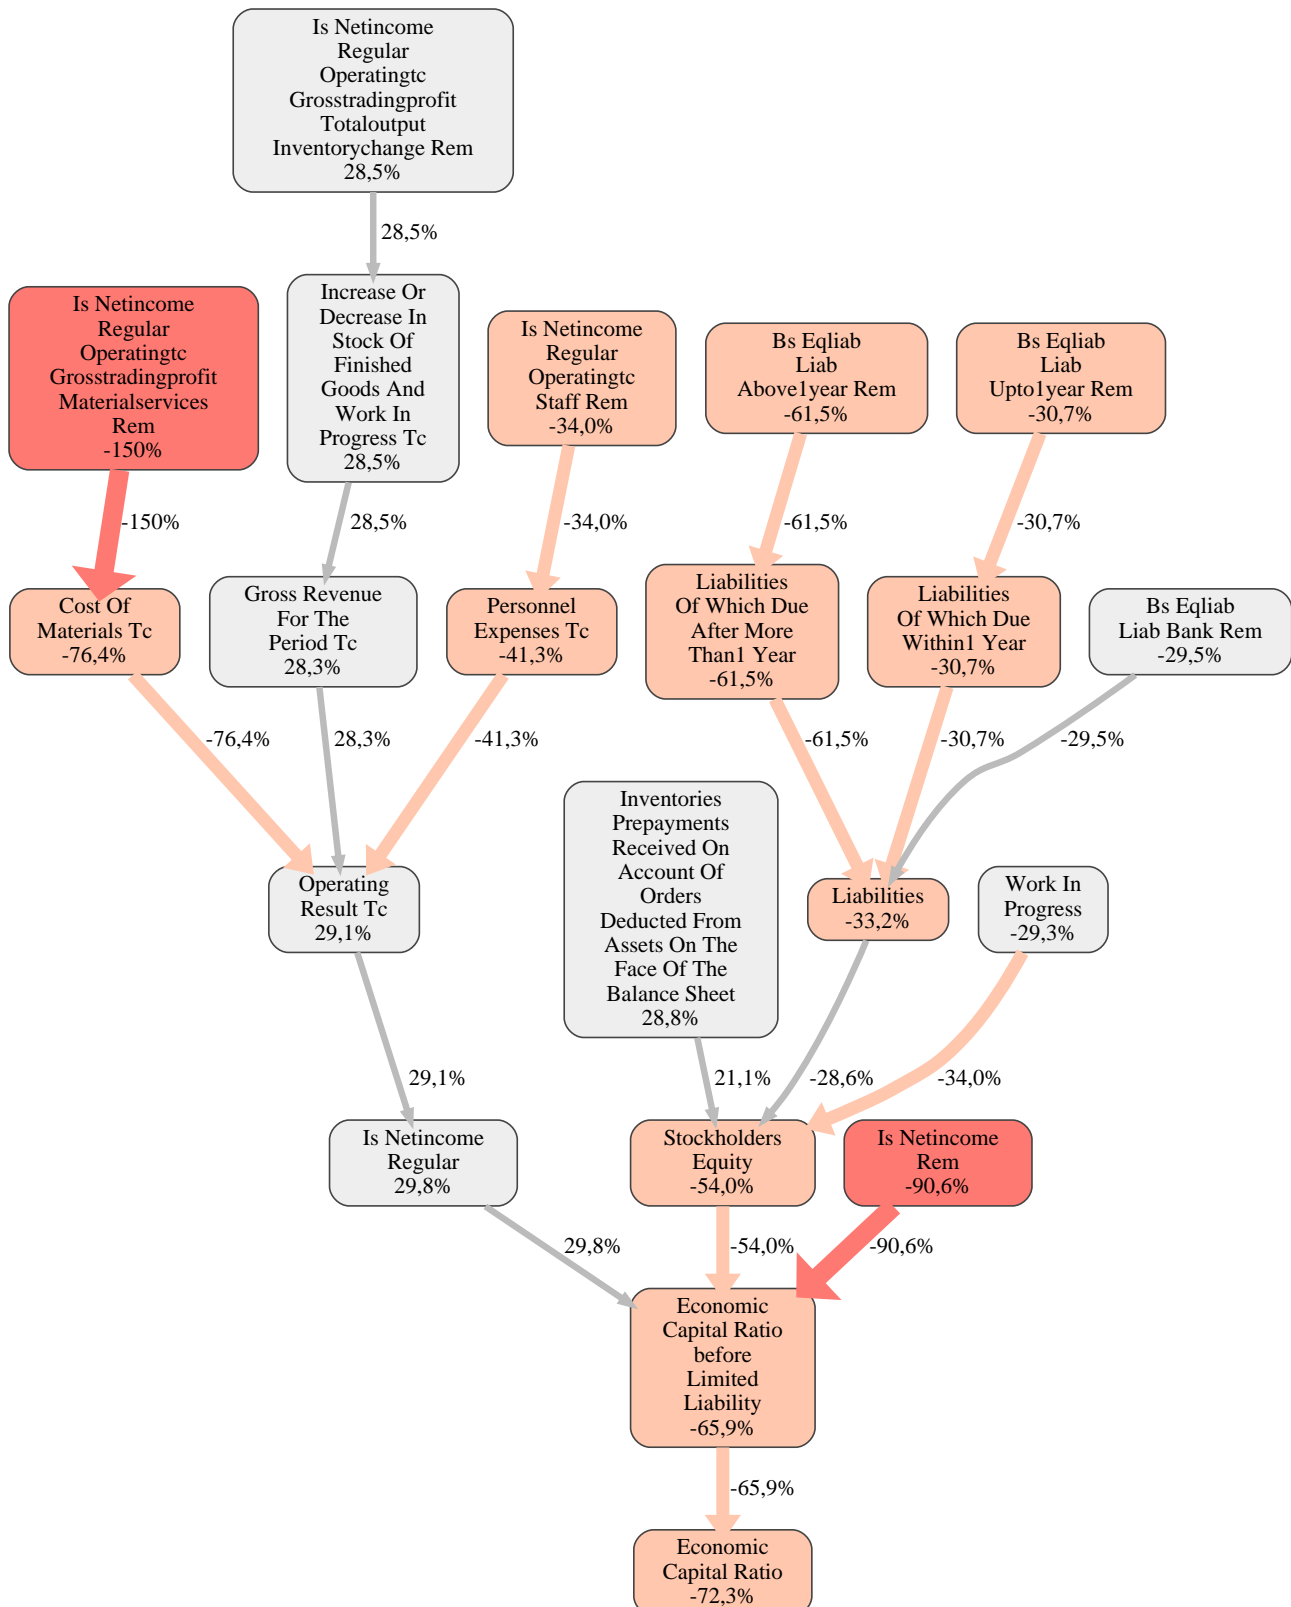 Is Netincome
Regular
Operatingtc
Grosstradingprofit
Totaloutput
Inventorychange Rem
28,5%
28,5%
Is Netincome
Regular
Operatingtc
Grosstradingprofit
Materialservices
Rem
-150%
Increase Or
Decrease In
Stock Of
Finished
Goods And
Work In
Progress Tc
28,5%
Is Netincome
Regular
Operatingtc
Staff Rem
-34,0%
Bs Eqliab
Liab
Above1year Rem
-61,5%
Bs Eqliab
Liab
Upto1year Rem
-30,7%
-150%
28,5%
-34,0%
-61,5%
-30,7%
Cost Of
Materials Tc
-76,4%
Gross Revenue
For The
Period Tc
28,3%
Personnel
Expenses Tc
-41,3%
Liabilities
Of Which Due
After More
Than1 Year
-61,5%
Liabilities
Of Which Due
Within1 Year
-30,7%
Bs Eqliab
Liab Bank Rem
-29,5%
-76,4%
28,3%
-41,3%
-61,5%
-30,7%
-29,5%
Operating
Result Tc
29,1%
Inventories
Prepayments
Received On
Account Of
Orders
Deducted From
Assets On The
Face Of The
Balance Sheet
28,8%
Liabilities
-33,2%
Work In
Progress
-29,3%
29,1%
21,1%
-28,6%
-34,0%
Is Netincome
Regular
29,8%
Stockholders
Equity
-54,0%
Is Netincome
Rem
-90,6%
29,8%
-54,0%
-90,6%
Economic
Capital Ratio
before
Limited
Liability
-65,9%
-65,9%
Economic
Capital Ratio
-72,3%